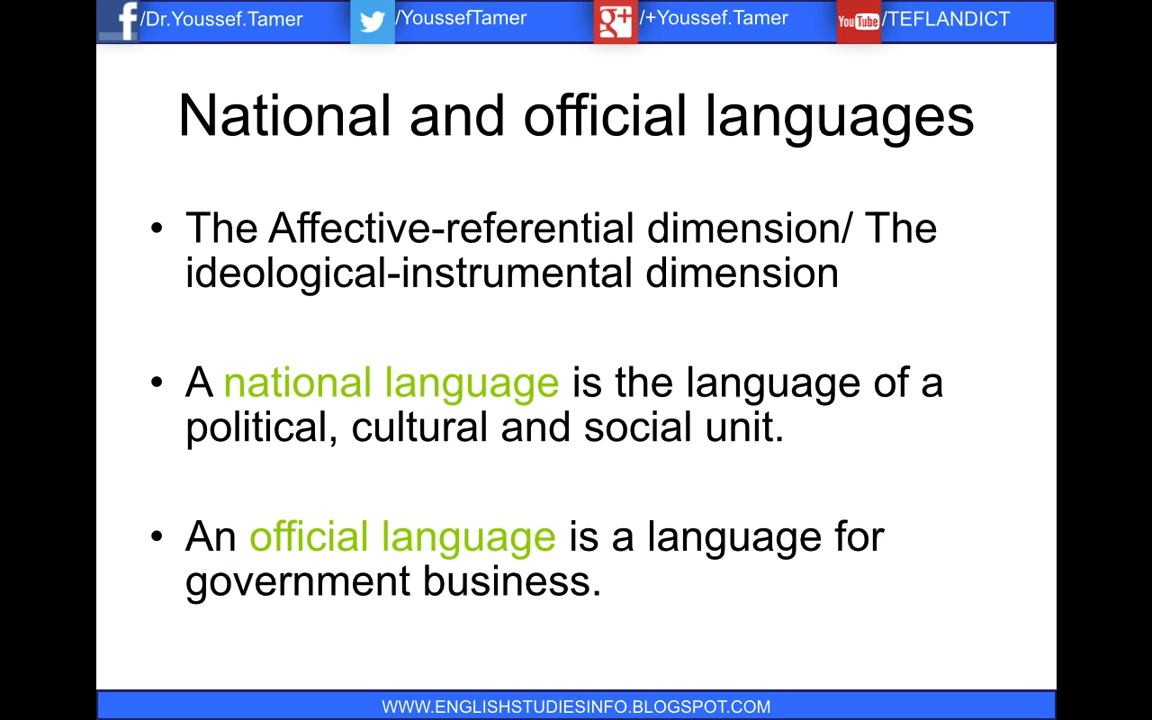 /Dr.Youssef.Tamer /YoussefTamer /+Youssef.Tamer YouTube /TEFLANDICT
National and official languages
• The Affective-referential dimension/ The
ideological-instrumental dimension
• A national language is the language of a
political, cultural and social unit.
• An official language is a language for
government business.
WWW.ENGLISHSTUDIESINFO.BLOGSPOT.COM